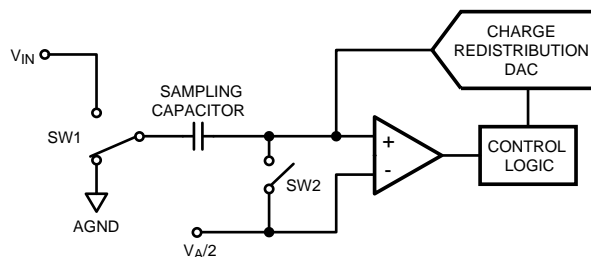 CHARGE
REDISTRIBUTION
DAC
VIN
SAMPLING
CAPACITOR
SW1
+
-
CONTROL
LOGIC
SW2
AGND
VA/2